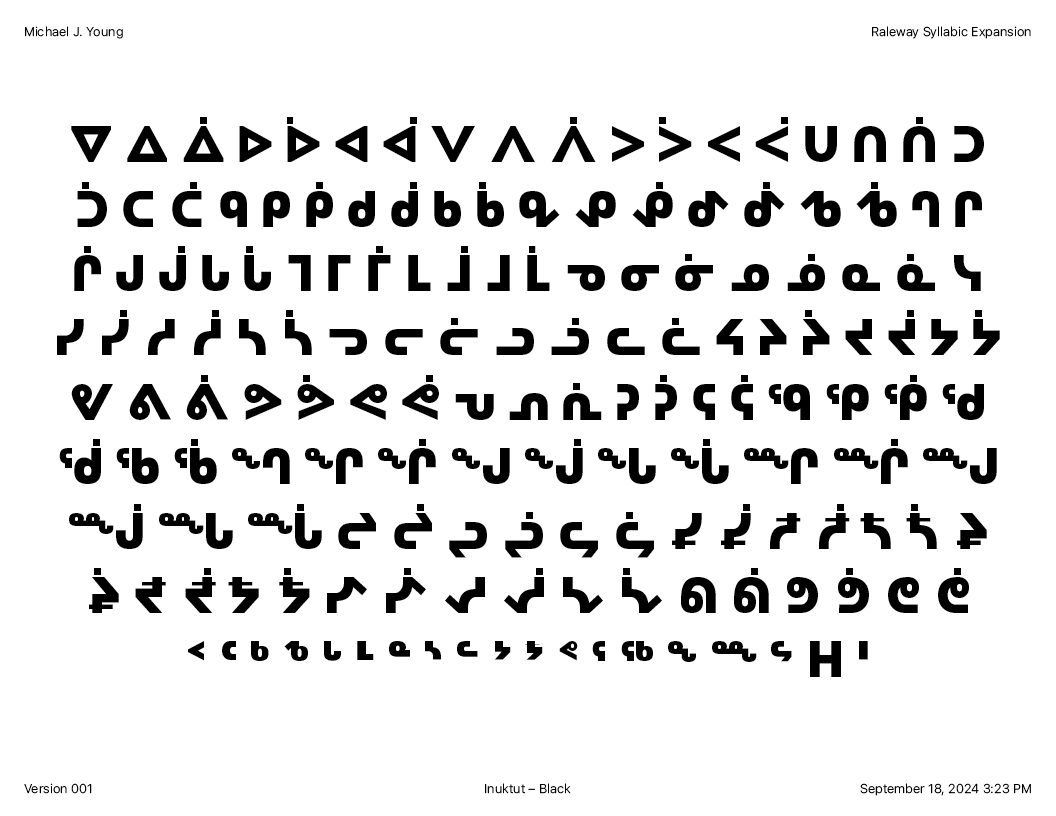 Michael J. Young
Raleway Syllabic Expansion
ᐁ ᐃ ᐄ ᐅ ᐆ ᐊ ᐋ ᐯ ᐱ ᐲ ᐳ ᐴ ᐸ ᐹ ᑌ ᑎ ᑏ ᑐ
ᑑ ᑕ ᑖ ᑫ ᑭ ᑮ ᑯ ᑰ ᑲ ᑳ ᕴ ᕵ ᕶ ᕷ ᕸ ᕹ ᕺ ᒉ ᒋ
ᒌ ᒍ ᒎ ᒐ ᒑ ᒣ ᒥ ᒦ ᒪ ᒨ ᒧ ᒫ ᓀ ᓂ ᓃ ᓄ ᓅ ᓇ ᓈ ᓭ
ᓯ ᓰ ᓱ ᓲ ᓴ ᓵ ᓓ ᓕ ᓖ ᓗ ᓘ ᓚ ᓛ ᔦ ᔨ ᔩ ᔪ ᔫ ᔭ ᔮ
ᕓ ᕕ ᕖ ᕗ ᕘ ᕙ ᕚ ᕃ ᕆ ᕇ ᕈ ᕉ ᕋ ᕌ ᙯ ᕿ ᖀ ᖁ
ᖂ ᖃ ᖄ ᙰ ᖏ ᖐ ᖑ ᖒ ᖓ ᖔ ᙱ ᙲ ᙳ
ᙴ ᙵ ᙶ ᖠ ᖡ ᖢ ᖣ ᖤ ᖥ 𑪰 𑪱 𑪲 𑪳 𑪴 𑪵 ᖨ
ᖩ ᖪ ᖫ ᖬ ᖭ 𑪶 𑪷 𑪸 𑪹 𑪺 𑪻 ᕠ ᕢ ᕤ ᕥ ᕦ ᕧ
ᑉ ᑦ ᒃ ᕻ ᒡ ᒻ ᓐ ᔅ ᓪ ᔾ ᖮ ᕝ ᕐ ᖅ ᖕ ᖖ ᖦ ᕼ ᑊ
Version 001
Inuktut – Black
September 18, 2024 3:23 PM